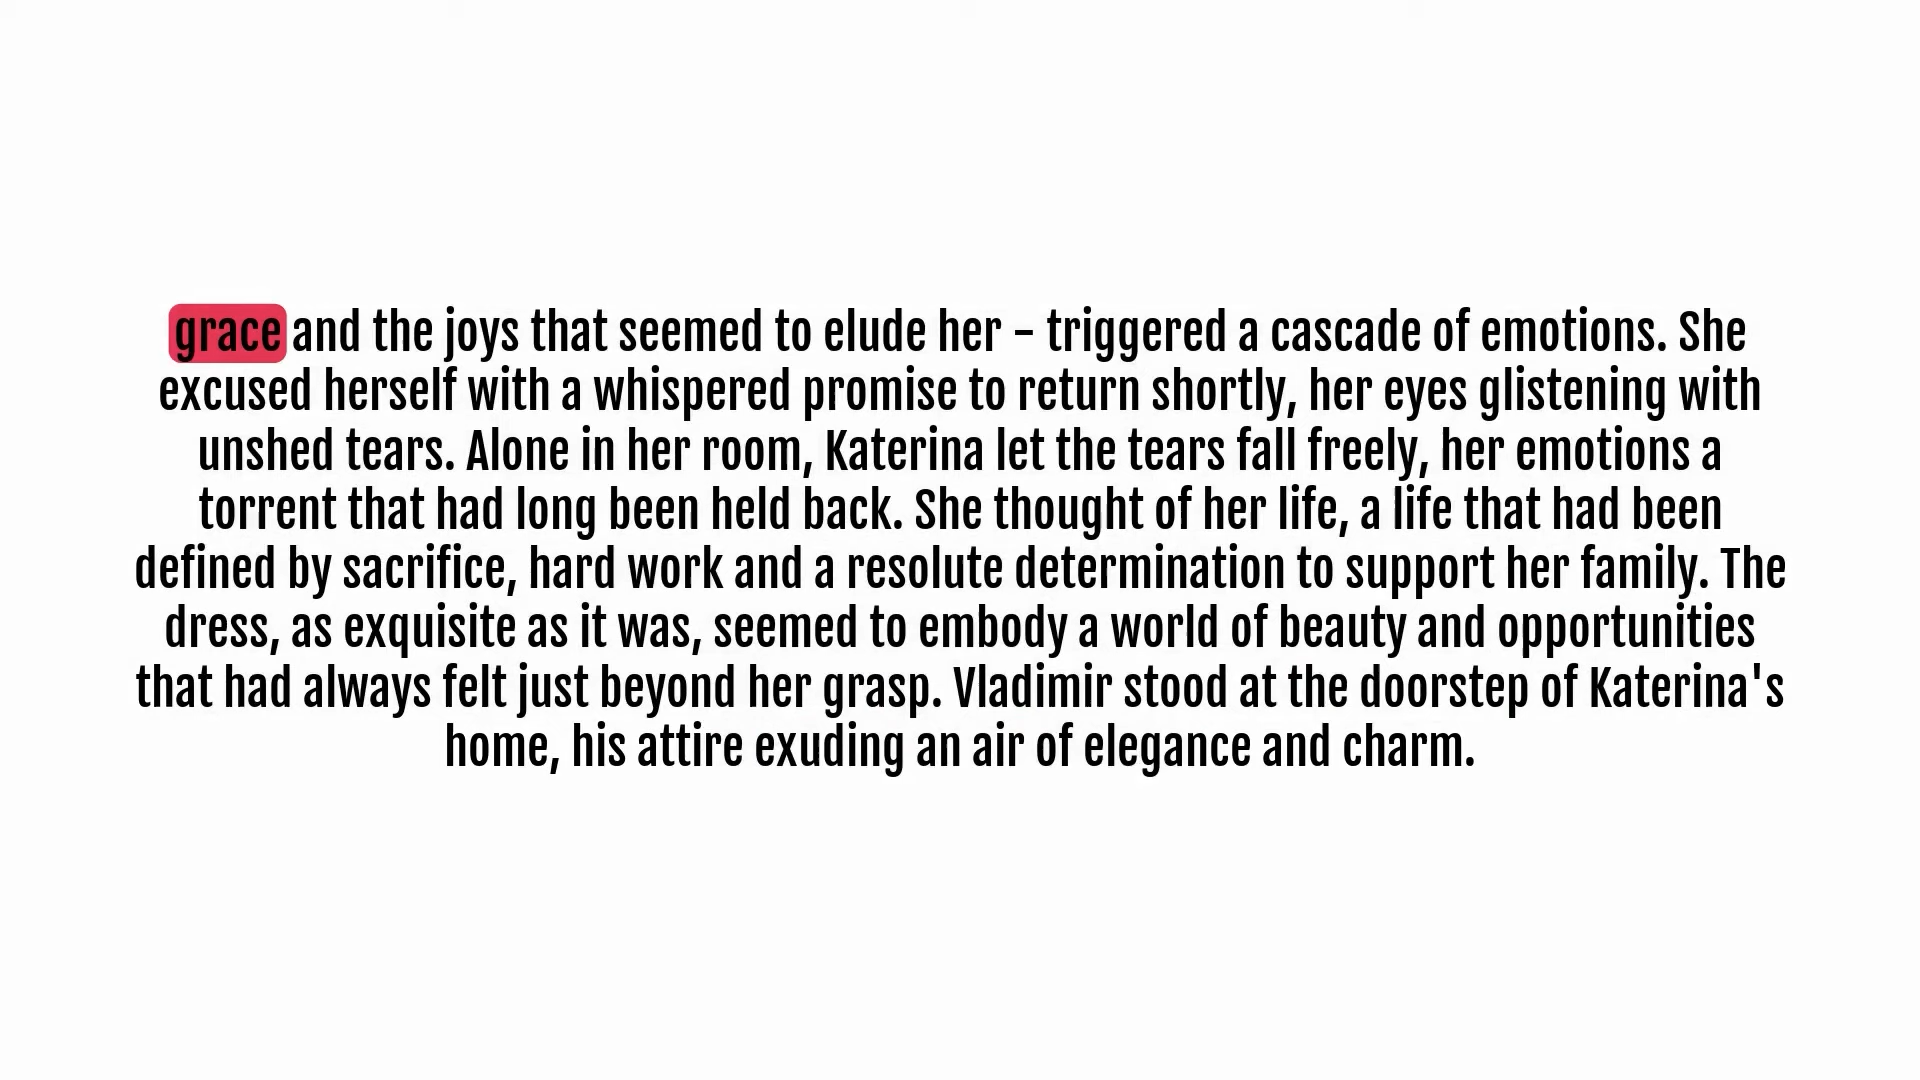 grace and the joys that seemed to elude her - triggered a cascade of emotions. She
excused herself with a whispered promise to return shortly, her eyes glistening with
unshed tears. Alone in her room, Katerina let the tears fall freely, her emotions a
torrent that had long been held back. She thought of her life, a life that had been
defined by sacrifice, hard work and a resolute determination to support her family. The
dress, as exquisite as it was, seemed to embody a world of beauty and opportunities
that had always felt just beyond her grasp. Vladimir stood at the doorstep of Katerina's
home, his attire exuding an air of elegance and charm.